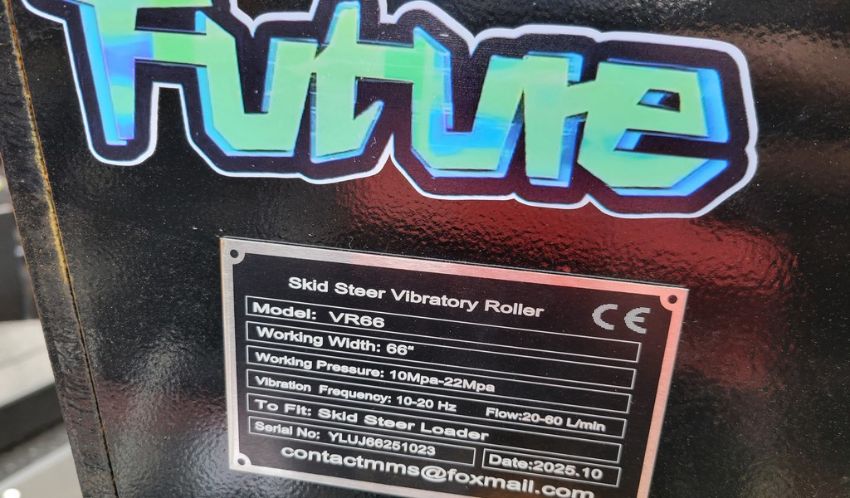 Future
Skid Steer Vibratory Roller
CE
Model: VR66
Working Width: 66"
Working Pressure: 10Mpa-22Mpa
Vibration Frequency: 10-20 Hz Flow:20-60 L/min
To Fit: Skid Steer Loader
Serial No: YLUJ66251023 Date:2025.10
contactmms@foxmail.com